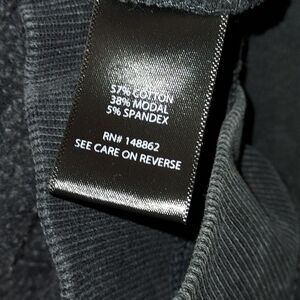 57% COTTON
38% MODAL
5% SPANDEX
RN# 148862
SEE CARE ON REVERSE